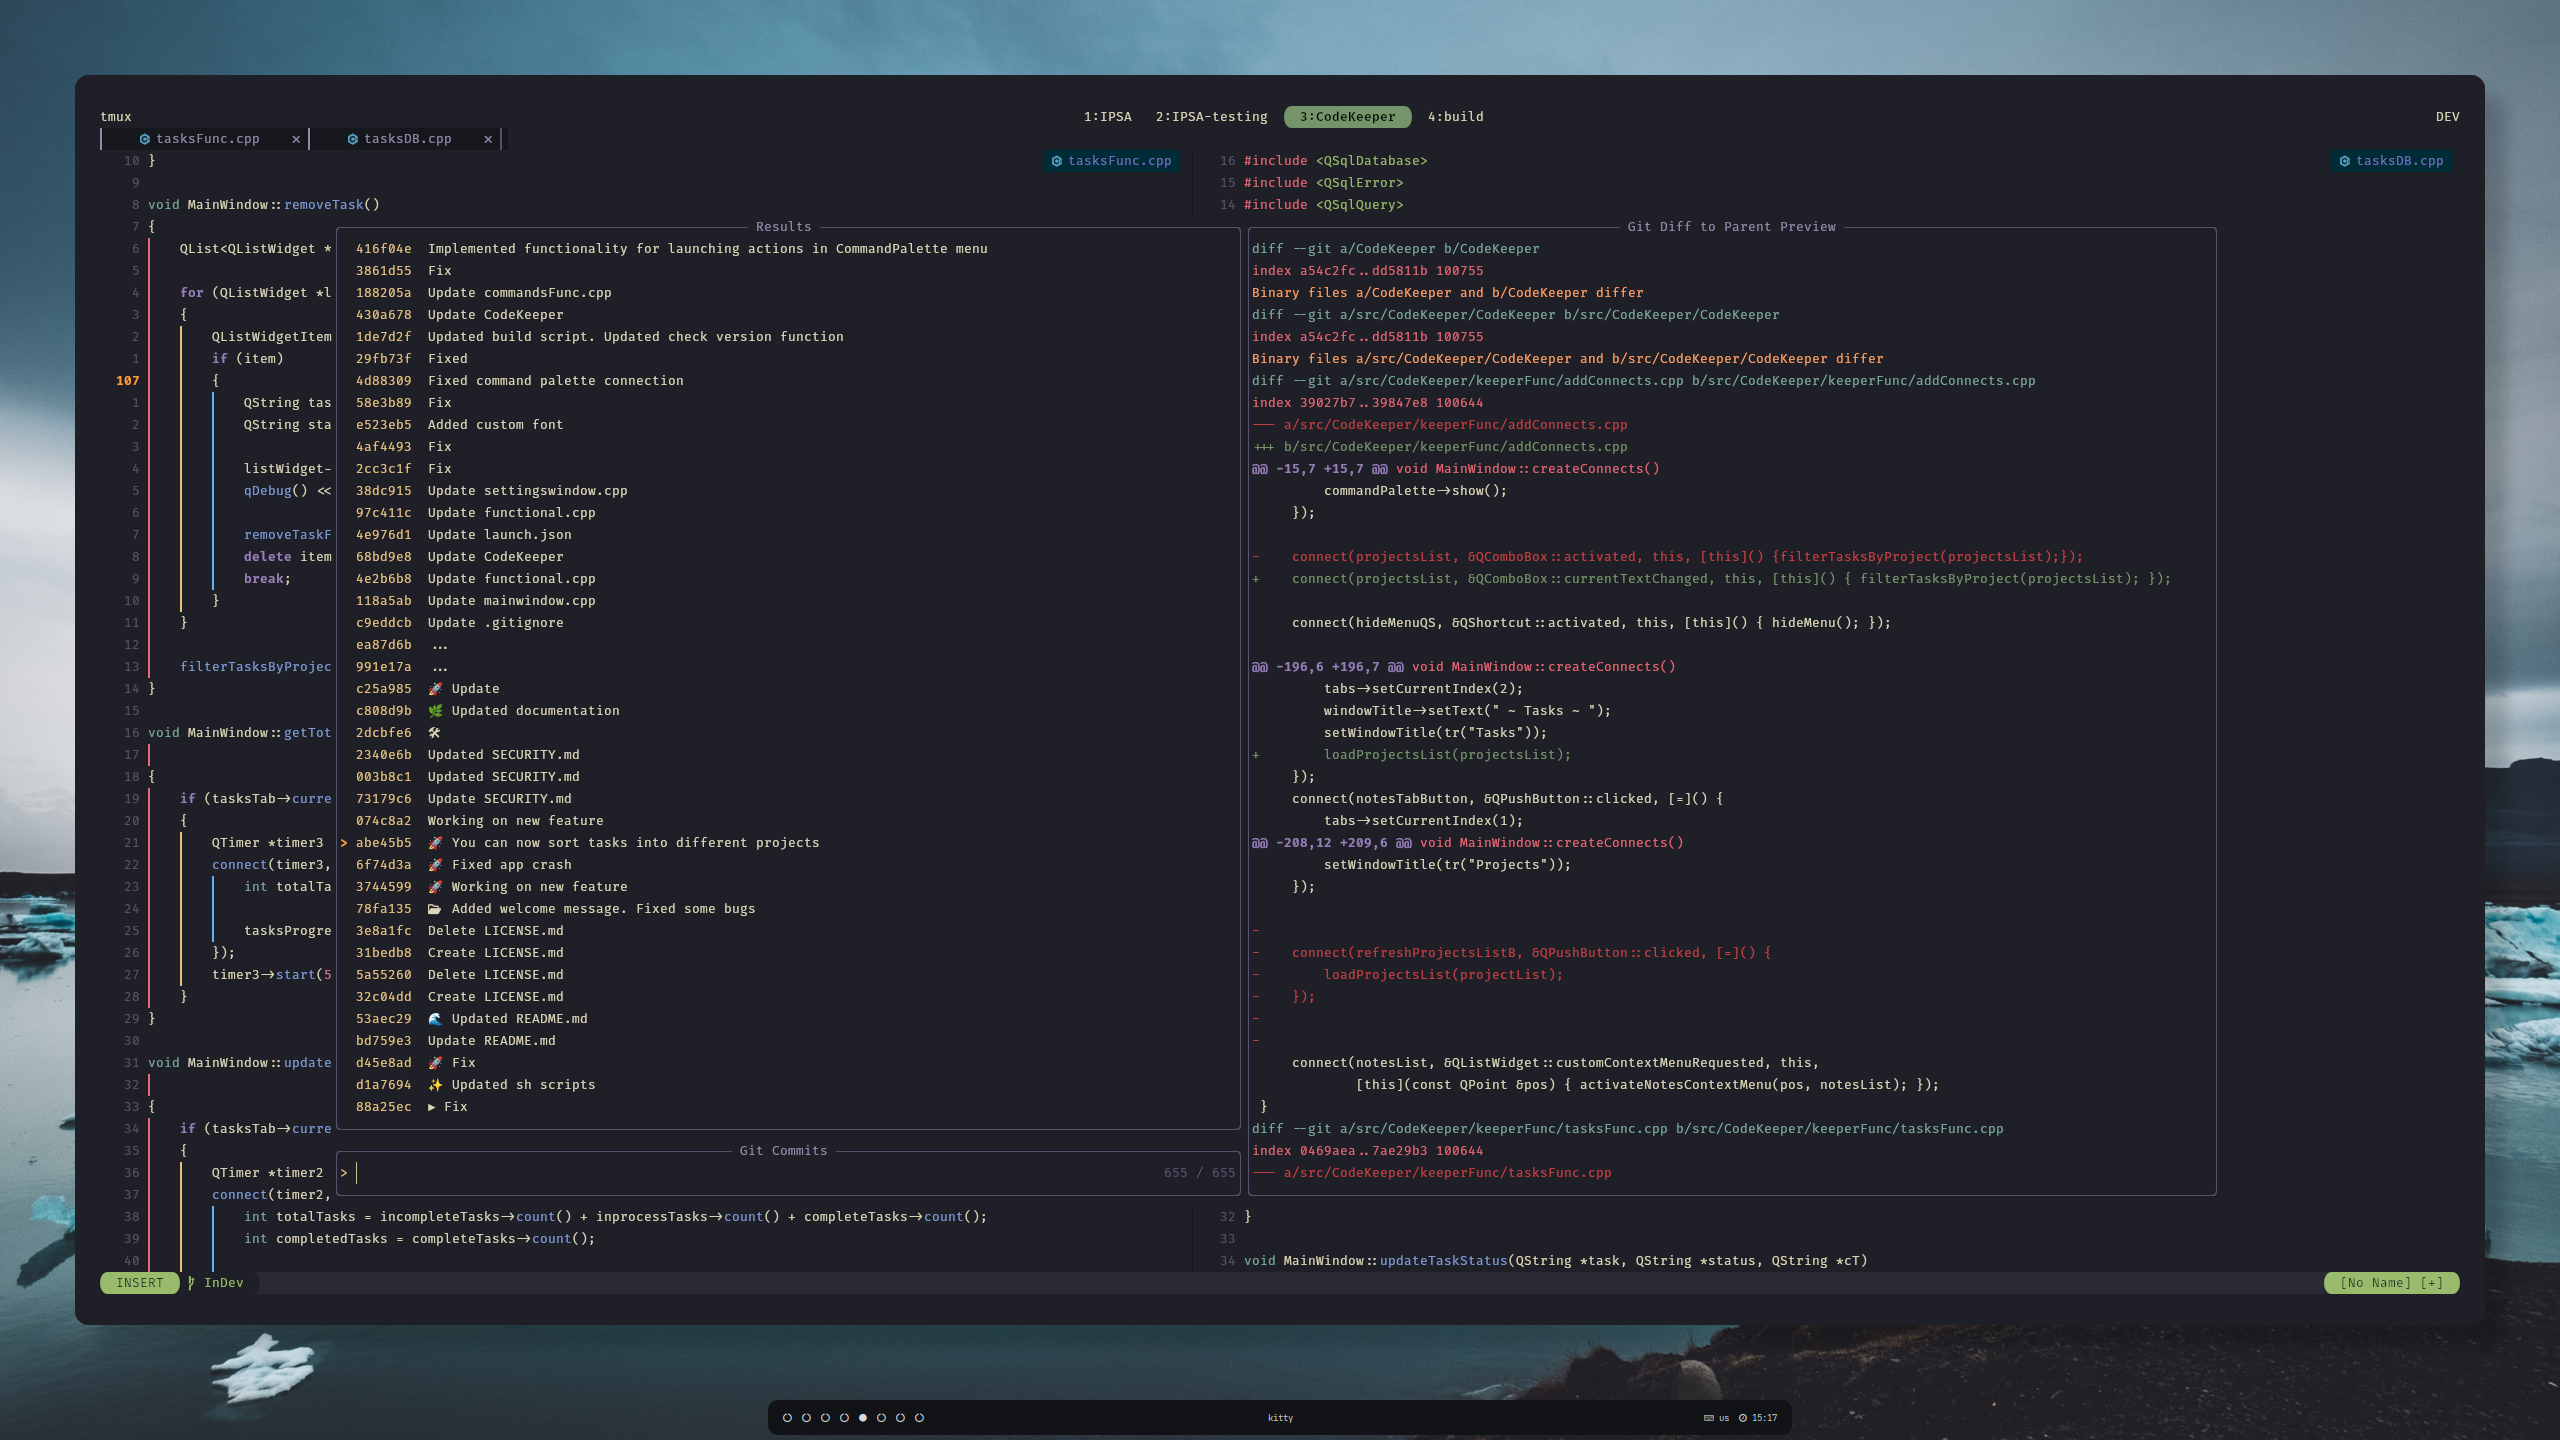 tmux 1:IPSA 2:IPSA-testing 3:CodeKeeper 4:build DEV
tasksFunc.cpp × tasksDB.cpp ×
10 }
9
8 void MainWindow::removeTask()
7 {
6 QList<QListWidget *
5
4 for (QListWidget *l
3 {
2 QListWidgetItem
1 if (item)
107 {
1 QString tas
2 QString sta
3
4 listWidget-
5 qDebug() <<
6
7 removeTaskF
8 delete item
9 break;
10 }
11 }
12
13 filterTasksByProjec
14 }
15
16 void MainWindow::getTot
17
18 {
19 if (tasksTab->curre
20 {
21 QTimer *timer3
22 connect(timer3,
23 int totalTa
24
25 tasksProgre
26 });
27 timer3->start(5
28 }
29 }
30
31 void MainWindow::update
32
33 {
34 if (tasksTab->curre
35 {
36 QTimer *timer2
37 connect(timer2,
38 int totalTasks = incompleteTasks->count() + inprocessTasks->count() + completeTasks->count();
39 int completedTasks = completeTasks->count();
40
tasksFunc.cpp
Results
416f04e Implemented functionality for launching actions in CommandPalette menu
3861d55 Fix
188205a Update commandsFunc.cpp
430a678 Update CodeKeeper
1de7d2f Updated build script. Updated check version function
29fb73f Fixed
4d88309 Fixed command palette connection
58e3b89 Fix
e523eb5 Added custom font
4af4493 Fix
2cc3c1f Fix
38dc915 Update settingswindow.cpp
97c411c Update functional.cpp
4e976d1 Update launch.json
68bd9e8 Update CodeKeeper
4e2b6b8 Update functional.cpp
118a5ab Update mainwindow.cpp
c9eddcb Update .gitignore
ea87d6b ...
991e17a ...
c25a985 🚀 Update
c808d9b 🌿 Updated documentation
2dcbfe6 🛠
2340e6b Updated SECURITY.md
003b8c1 Updated SECURITY.md
73179c6 Update SECURITY.md
074c8a2 Working on new feature
> abe45b5 🚀 You can now sort tasks into different projects
6f74d3a 🚀 Fixed app crash
3744599 🚀 Working on new feature
78fa135 🗁 Added welcome message. Fixed some bugs
3e8a1fc Delete LICENSE.md
31bedb8 Create LICENSE.md
5a55260 Delete LICENSE.md
32c04dd Create LICENSE.md
53aec29 🌊 Updated README.md
bd759e3 Update README.md
d45e8ad 🚀 Fix
d1a7694 ✨ Updated sh scripts
88a25ec ▶ Fix
Git Commits
> 655 / 655
16 #include <QSqlDatabase>
15 #include <QSqlError>
14 #include <QSqlQuery>
tasksDB.cpp
Git Diff to Parent Preview
diff --git a/CodeKeeper b/CodeKeeper
index a54c2fc..dd5811b 100755
Binary files a/CodeKeeper and b/CodeKeeper differ
diff --git a/src/CodeKeeper/CodeKeeper b/src/CodeKeeper/CodeKeeper
index a54c2fc..dd5811b 100755
Binary files a/src/CodeKeeper/CodeKeeper and b/src/CodeKeeper/CodeKeeper differ
diff --git a/src/CodeKeeper/keeperFunc/addConnects.cpp b/src/CodeKeeper/keeperFunc/addConnects.cpp
index 39027b7..39847e8 100644
--- a/src/CodeKeeper/keeperFunc/addConnects.cpp
+++ b/src/CodeKeeper/keeperFunc/addConnects.cpp
@@ -15,7 +15,7 @@ void MainWindow::createConnects()
commandPalette->show();
});
- connect(projectsList, &QComboBox::activated, this, [this]() {filterTasksByProject(projectsList);});
+ connect(projectsList, &QComboBox::currentTextChanged, this, [this]() { filterTasksByProject(projectsList); });
connect(hideMenuQS, &QShortcut::activated, this, [this]() { hideMenu(); });
@@ -196,6 +196,7 @@ void MainWindow::createConnects()
tabs->setCurrentIndex(2);
windowTitle->setText(" ~ Tasks ~ ");
setWindowTitle(tr("Tasks"));
+ loadProjectsList(projectsList);
});
connect(notesTabButton, &QPushButton::clicked, [=]() {
tabs->setCurrentIndex(1);
@@ -208,12 +209,6 @@ void MainWindow::createConnects()
setWindowTitle(tr("Projects"));
});
-
- connect(refreshProjectsListB, &QPushButton::clicked, [=]() {
- loadProjectsList(projectList);
- });
-
-
connect(notesList, &QListWidget::customContextMenuRequested, this,
[this](const QPoint &pos) { activateNotesContextMenu(pos, notesList); });
}
diff --git a/src/CodeKeeper/keeperFunc/tasksFunc.cpp b/src/CodeKeeper/keeperFunc/tasksFunc.cpp
index 0469aea..7ae29b3 100644
--- a/src/CodeKeeper/keeperFunc/tasksFunc.cpp
32 }
33
34 void MainWindow::updateTaskStatus(QString *task, QString *status, QString *cT)
INSERT InDev [No Name] [+]
kitty us 15:17